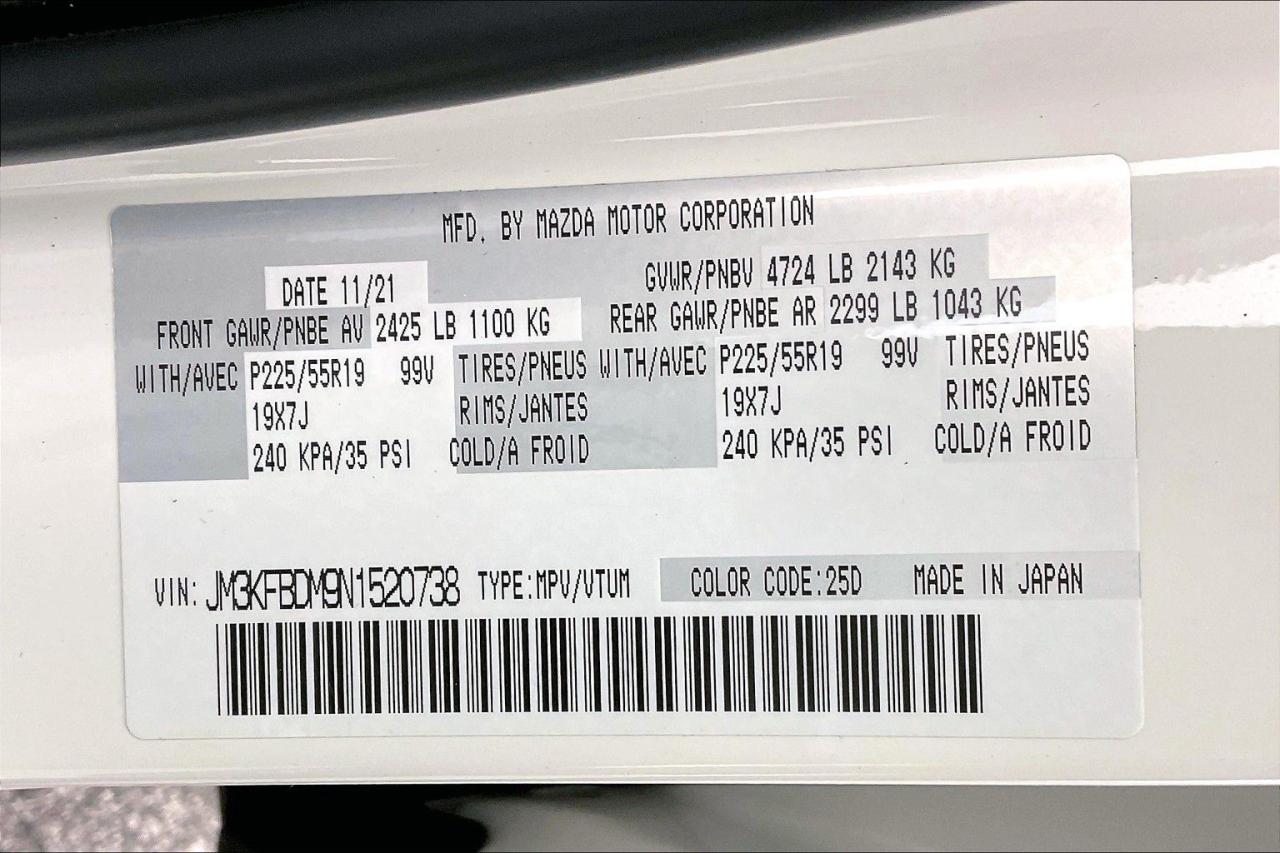 MFD. BY MAZDA MOTOR CORPORATION
DATE 11/21 GVWR/PNBV 4724 LB 2143 KG
FRONT GAWR/PNBE AV 2425 LB 1100 KG REAR GAWR/PNBE AR 2299 LB 1043 KG
WITH/AVEC P225/55R19 99V TIRES/PNEUS WITH/AVEC P225/55R19 99V TIRES/PNEUS
19X7J RIMS/JANTES 19X7J RIMS/JANTES
240 KPA/35 PSI COLD/A FROID 240 KPA/35 PSI COLD/A FROID
VIN: JM3KFBDM9N1520738 TYPE:MPV/VTUM COLOR CODE:25D MADE IN JAPAN